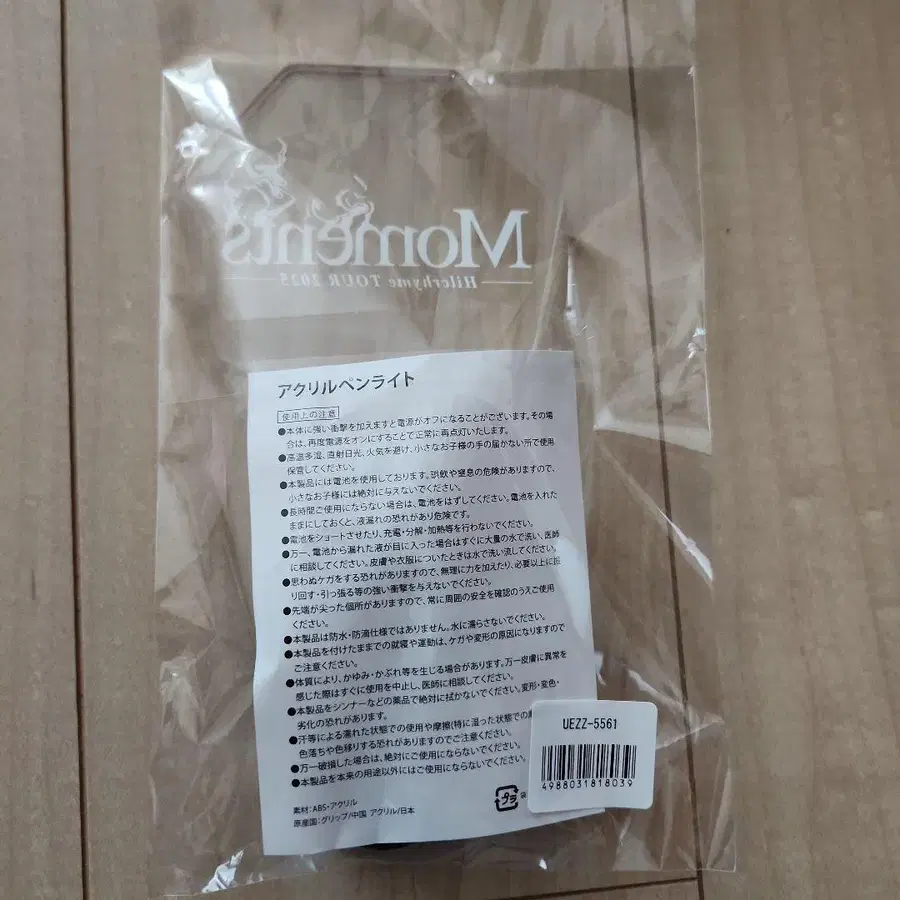 Moments
Hilcrhyme TOUR 2025
アクリルペンライト
使用上の注意
●本体に強い衝撃を加えますと電源がオフになることがございます。その場
合は、再度電源をオンにすることで正常に再点灯いたします。
●高温多湿、直射日光、火気を避け、小さなお子様の手の届かない所で使用
保管してください。
●本製品には電池を使用しております。誤飲や窒息の危険がありますので、
小さなお子様には絶対に与えないでください。
●長時間ご使用にならない場合は、電池をはずしてください。電池を入れた
ままにしておくと、液漏れの恐れがあり危険です。
●電池をショートさせたり、充電・分解・加熱等を行わないでください。
●万一、電池から漏れた液が目に入った場合はすぐに大量の水で洗い、医師
に相談してください。皮膚や衣服についたときは水で洗い流してください。
●思わぬケガをする恐れがありますので、無理に力を加えたり、必要以上に振
り回す・引っ張る等の強い衝撃を与えないでください。
●先端が尖った個所がありますので、常に周囲の安全を確認のうえご使用
ください。
●本製品は防水・防滴仕様ではありません。水に濡らさないでください。
●本製品を付けたままでの就寝や運動は、ケガや変形の原因になりますので
ご注意ください。
●体質により、かゆみ・かぶれ等を生じる場合があります。万一皮膚に異常を
感じた際はすぐに使用を中止し、医師に相談してください。
●本製品をシンナーなどの薬品で絶対に拭かないでください。変形・変色・
劣化の恐れがあります。
●汗等による濡れた状態での使用や摩擦(特に湿った状態での
色落ちや色移りする恐れがありますのでご注意ください。
●万一破損した場合は、絶対にご使用にならないでください。
●本製品を本来の用途以外にはご使用にならないでください。
素材:ABS・アクリル
原産国:グリップ/中国 アクリル/日本
プラ
袋
UEZZ-5561
4988031818039